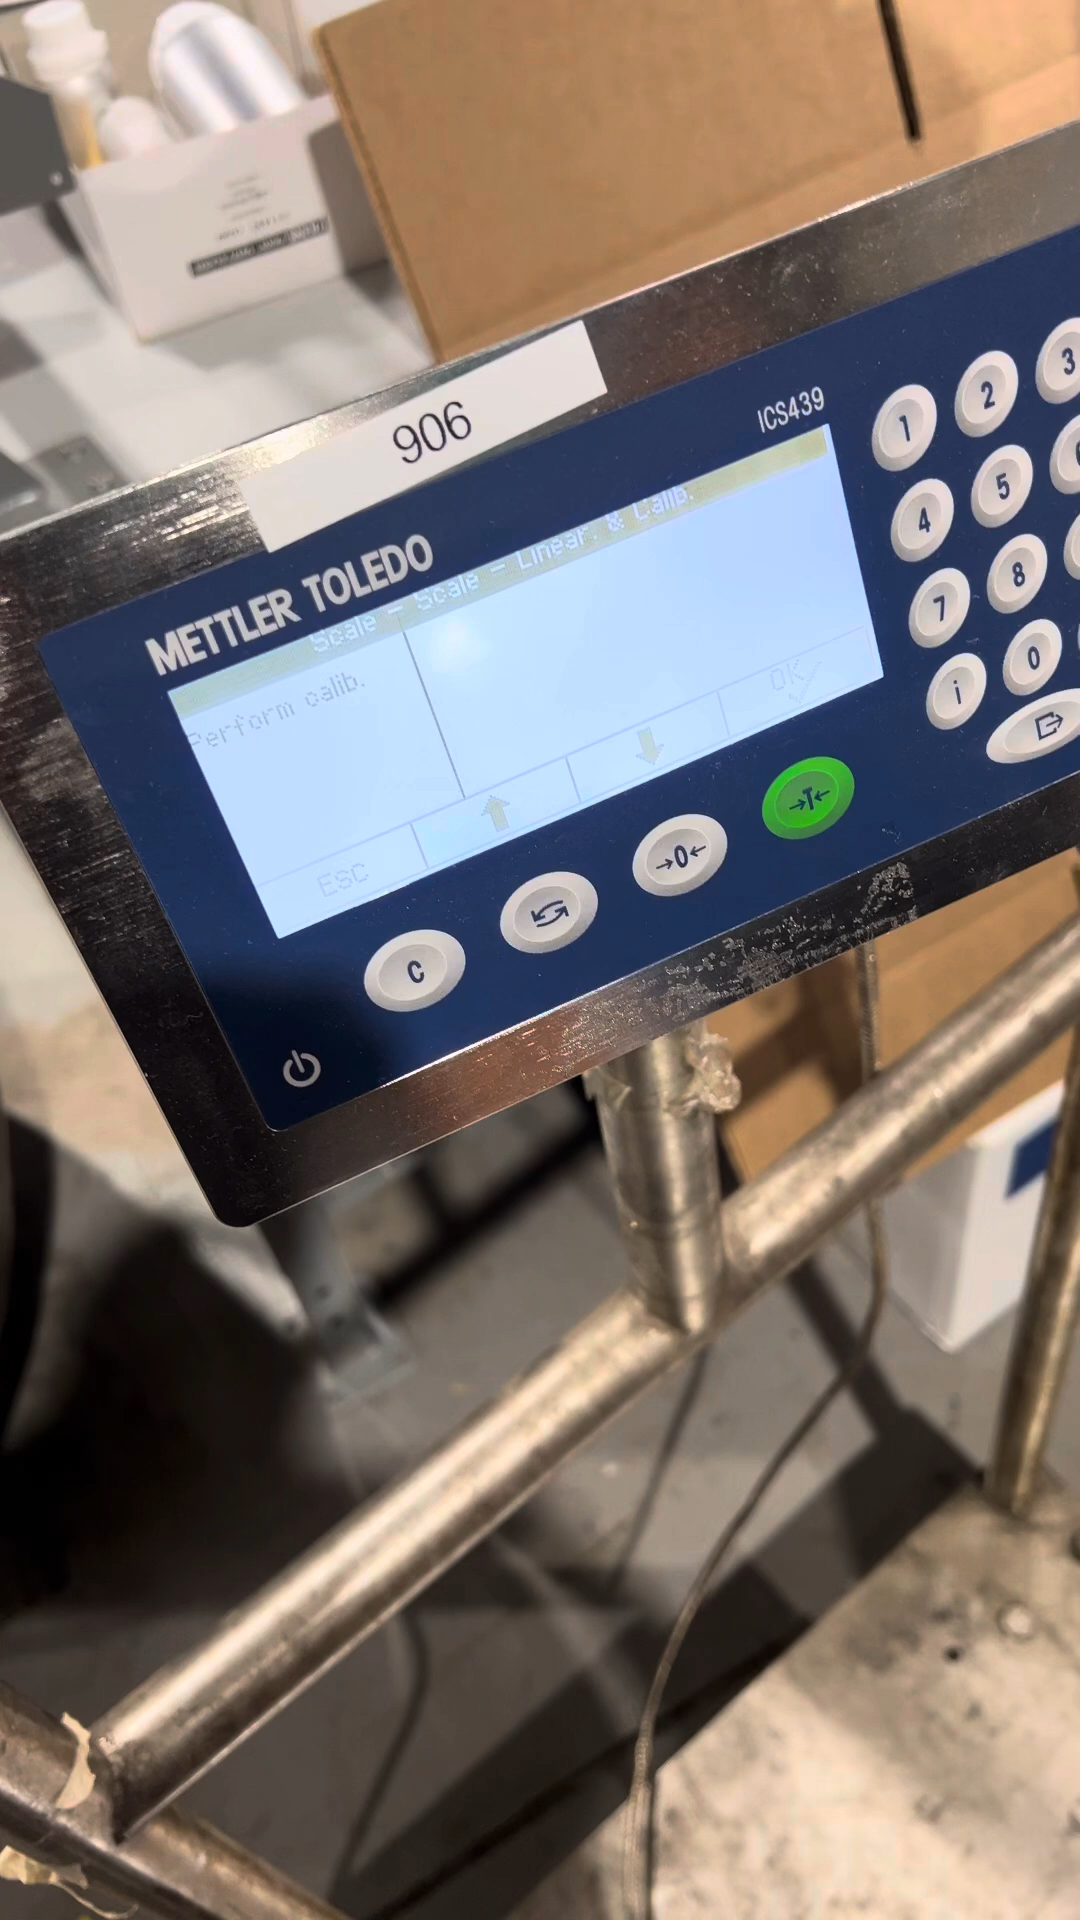 906
ICS439
METTLER TOLEDO
Scale - Scale - Linear. & Calib.
Perform calib.
ESC
OK
1
2
3
4
5
7
8
i
0
C
→0←
→T←